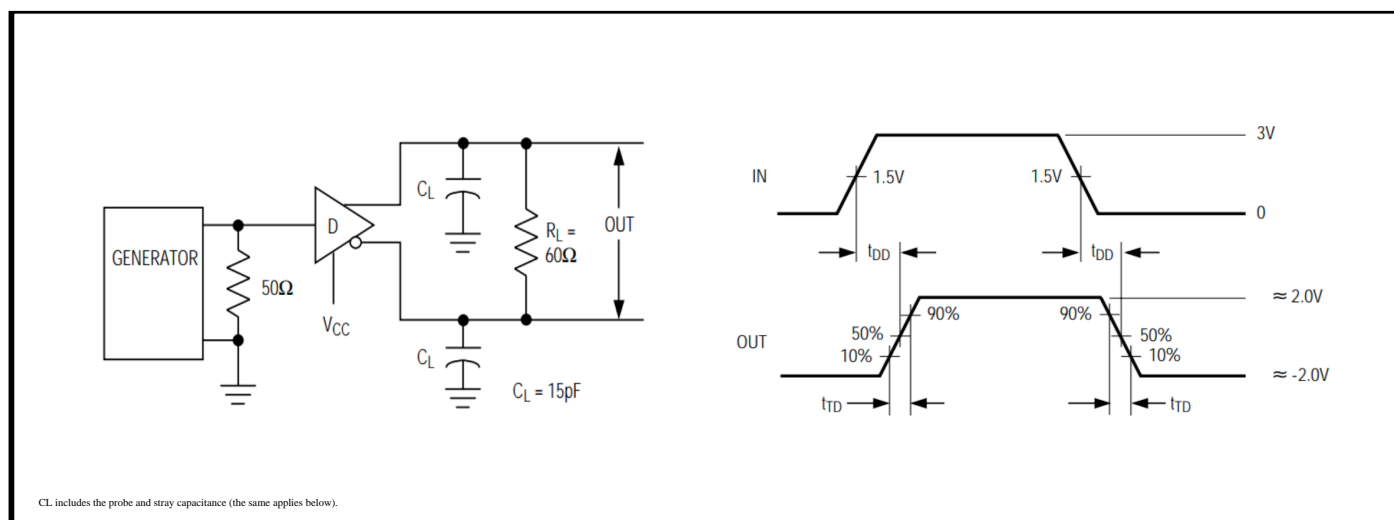 GENERATOR
50Ω
D
VCC
CL
CL
RL =
60Ω
OUT
CL = 15pF
IN
1.5V
1.5V
3V
0
tDD
tDD
OUT
90%
50%
10%
90%
50%
10%
≈ 2.0V
≈ -2.0V
tTD
tTD
CL includes the probe and stray capacitance (the same applies below).